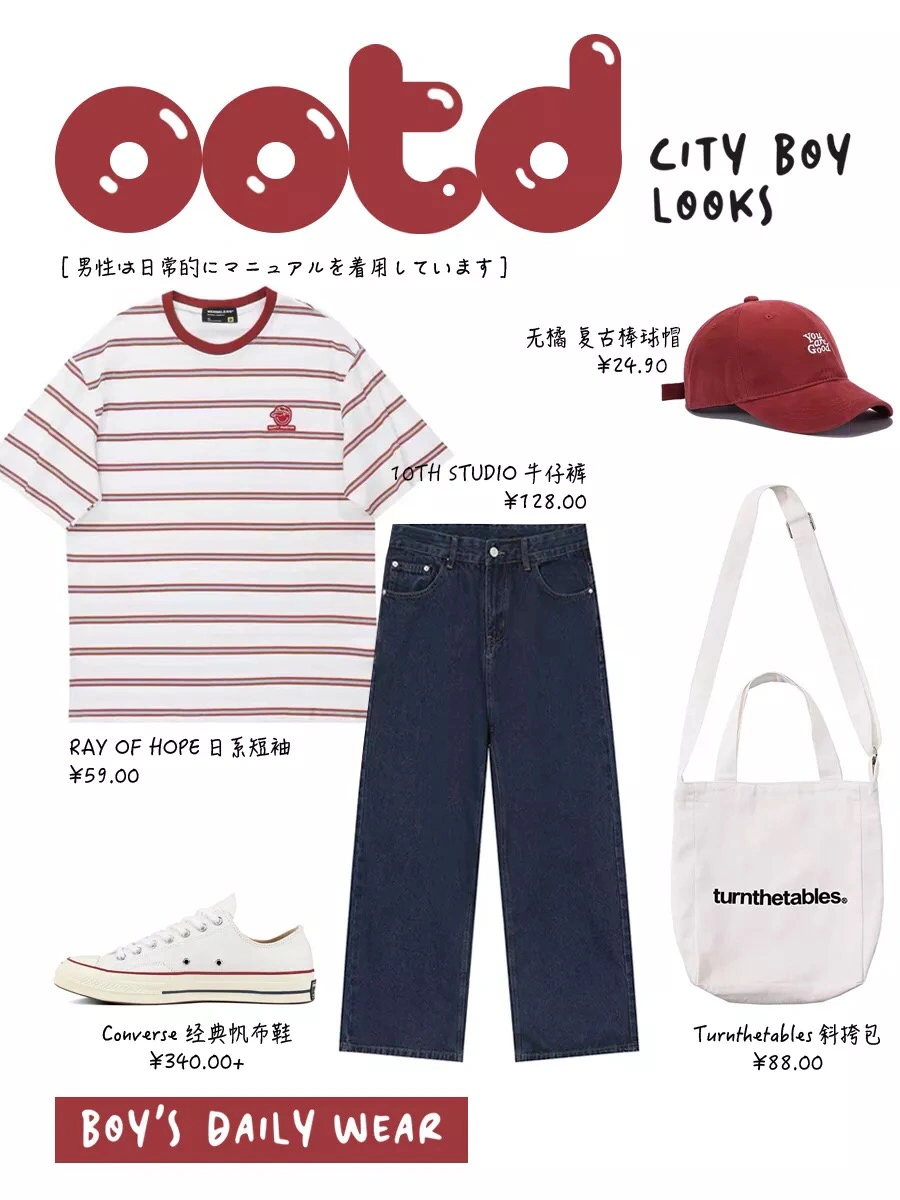 ootd
CITY BOY
LOOKS
[男性は日常的にマニュアルを着用しています]
无橘 复古棒球帽
¥24.90
You
are
Good
10TH STUDIO 牛仔裤
¥128.00
RAY OF HOPE 日系短袖
¥59.00
turnthetables®
Converse 经典帆布鞋
¥340.00+
Turnthetables 斜挎包
¥88.00
BOY'S DAILY WEAR